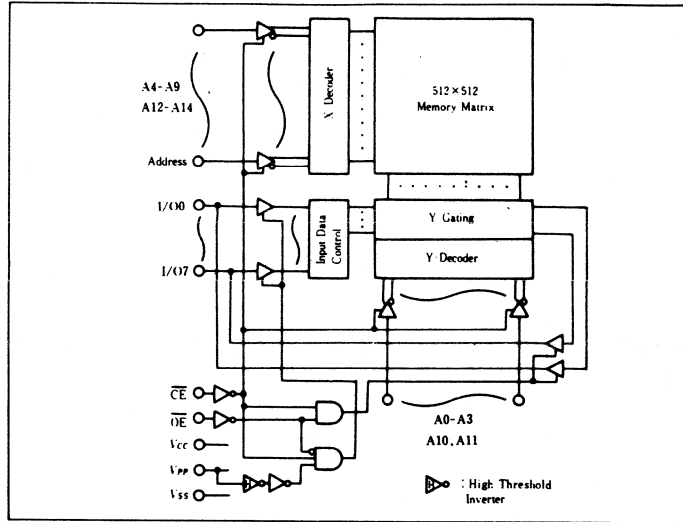 A4-A9
A12-A14
Address
X Decoder
512×512
Memory Matrix
I/O0
I/O7
Input Data
Control
Y Gating
Y Decoder
CE
OE
VCC
VPP
VSS
A0-A3
A10, A11
H
: High Threshold
Inverter